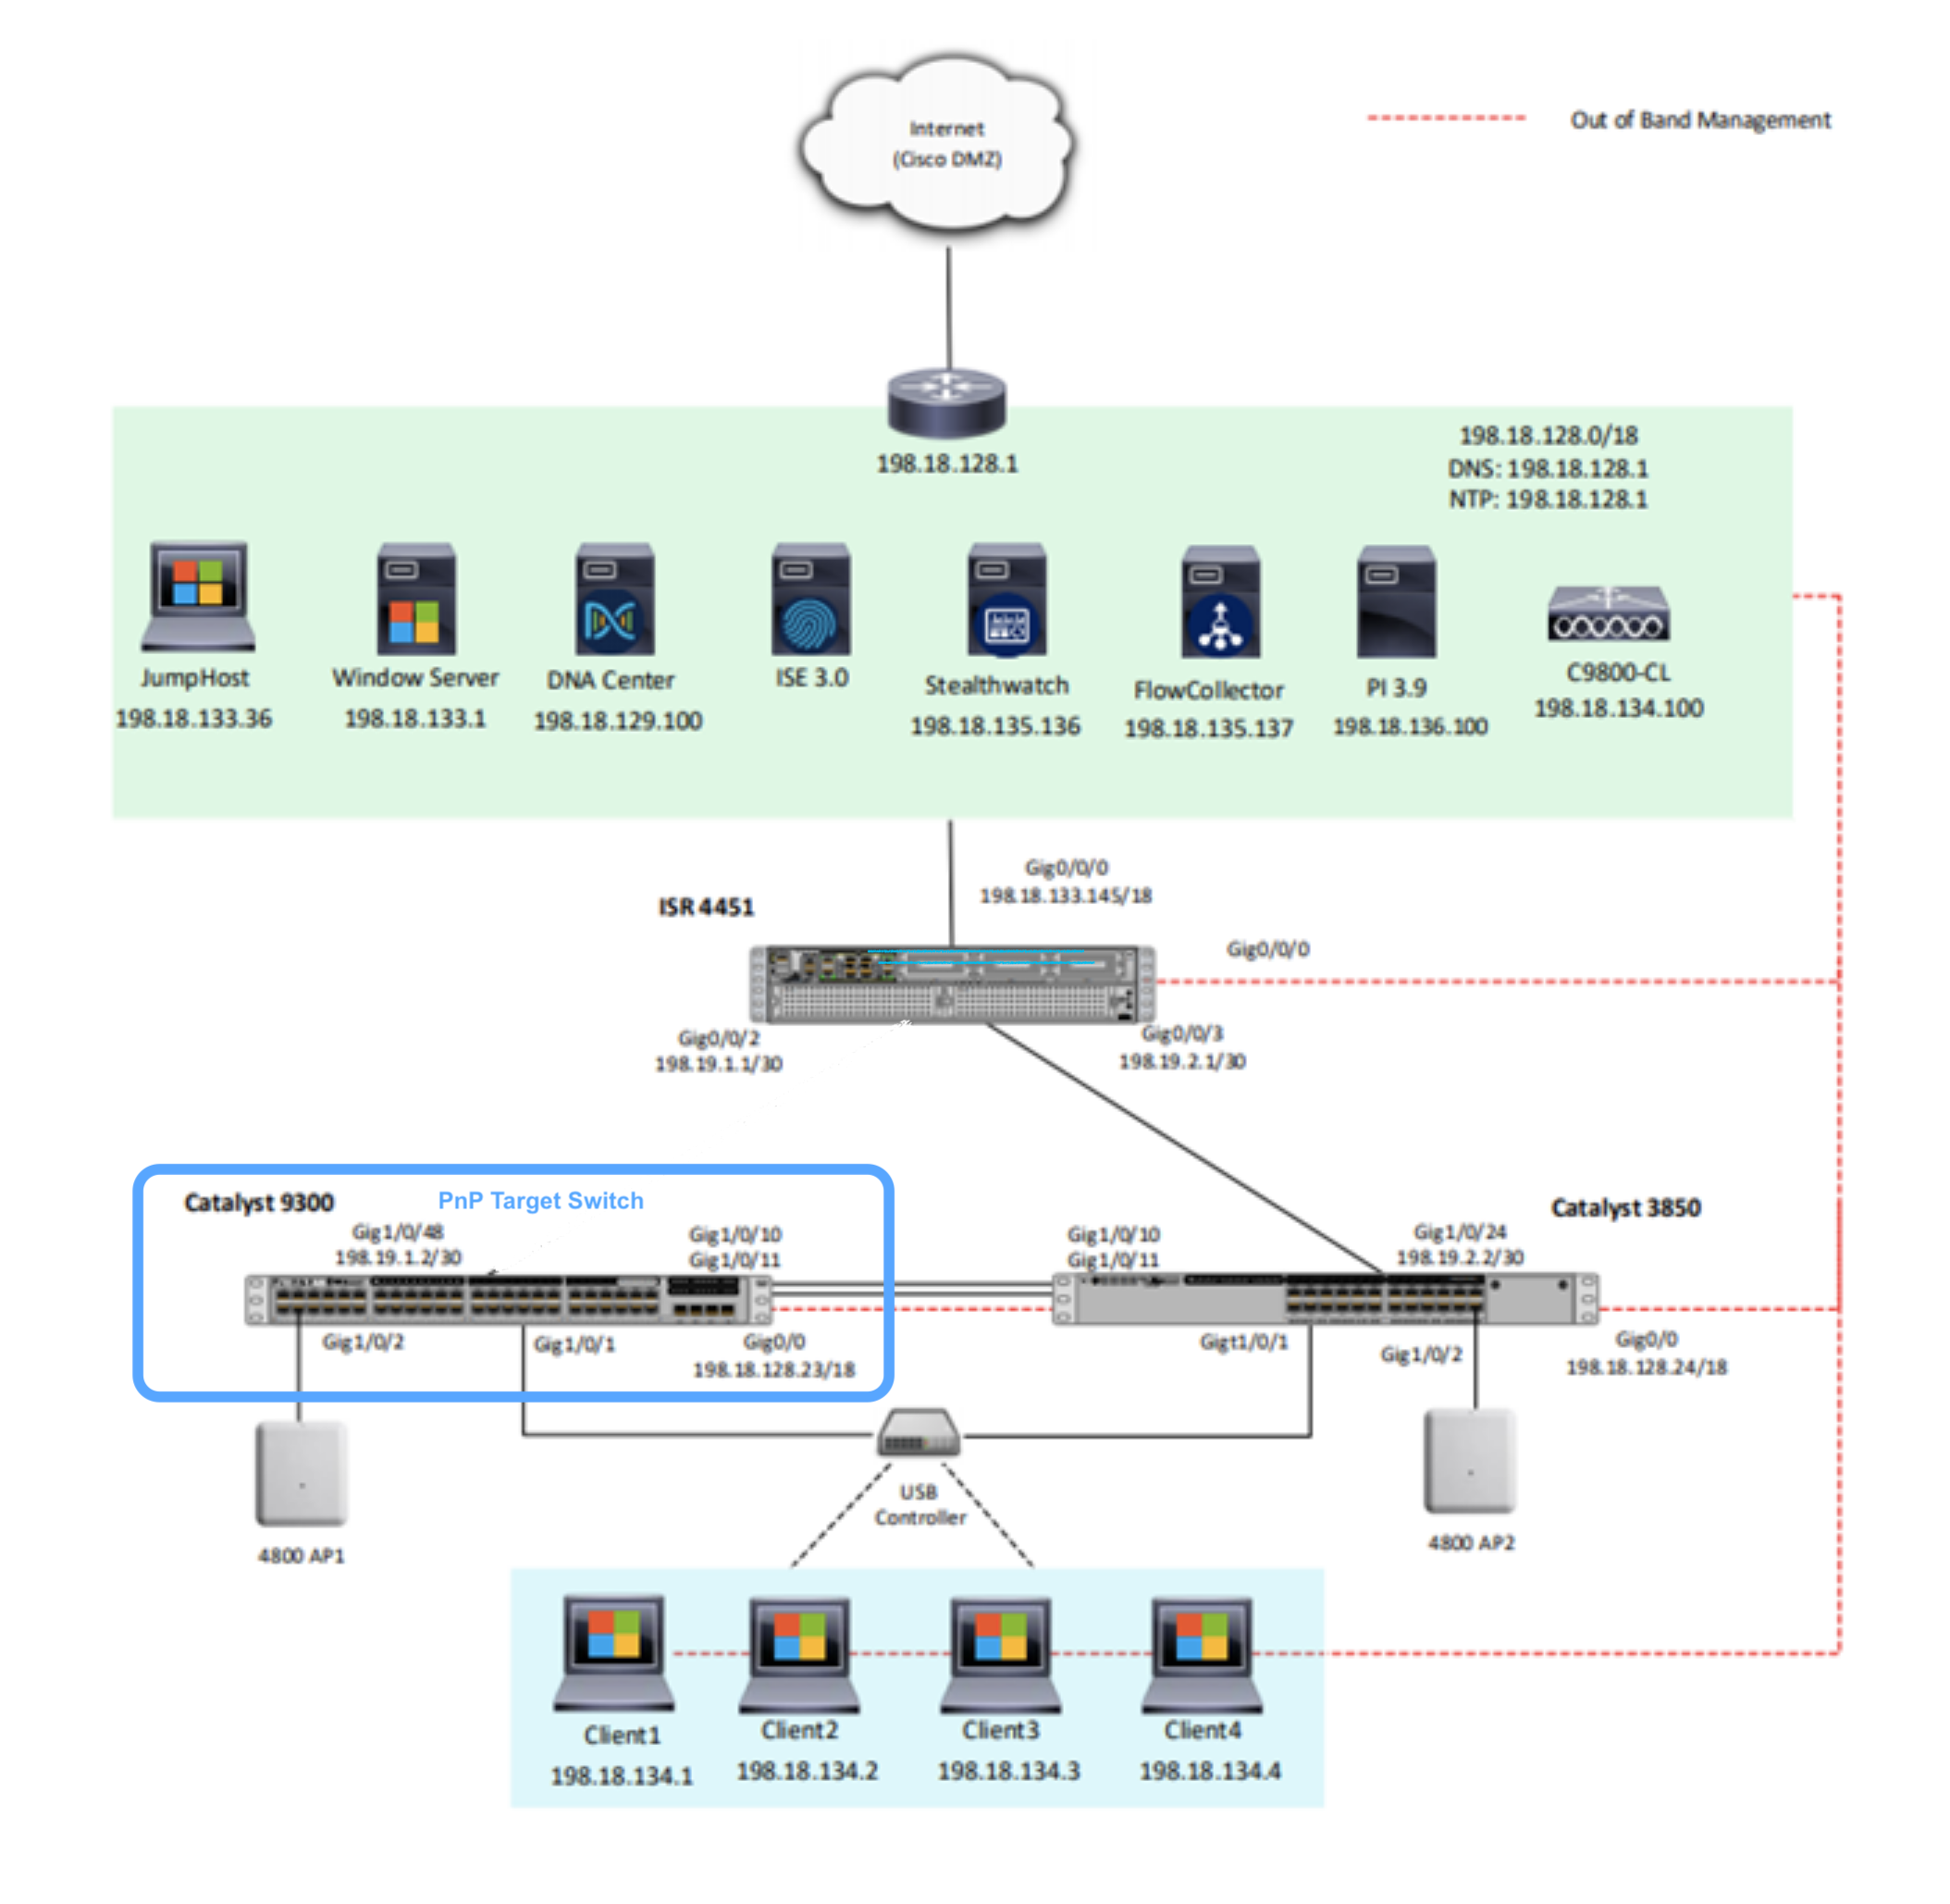 Internet
(Cisco DMZ)
Out of Band Management
198.18.128.1
198.18.128.0/18
DNS: 198.18.128.1
NTP: 198.18.128.1
JumpHost
198.18.133.36
Window Server
198.18.133.1
DNA Center
198.18.129.100
ISE 3.0
Stealthwatch
198.18.135.136
FlowCollector
198.18.135.137
PI 3.9
198.18.136.100
C9800-CL
198.18.134.100
Gig0/0/0
198.18.133.145/18
ISR 4451
Gig0/0/0
Gig0/0/2
198.19.1.1/30
Gig0/0/3
198.19.2.1/30
Catalyst 9300
PnP Target Switch
Gig1/0/48
198.19.1.2/30
Gig1/0/10
Gig1/0/11
Gig1/0/2
Gig1/0/1
Gig0/0
198.18.128.23/18
Catalyst 3850
Gig1/0/10
Gig1/0/11
Gig1/0/24
198.19.2.2/30
Gigt1/0/1
Gig1/0/2
Gig0/0
198.18.128.24/18
4800 AP1
USB
Controller
4800 AP2
Client1
198.18.134.1
Client2
198.18.134.2
Client3
198.18.134.3
Client4
198.18.134.4